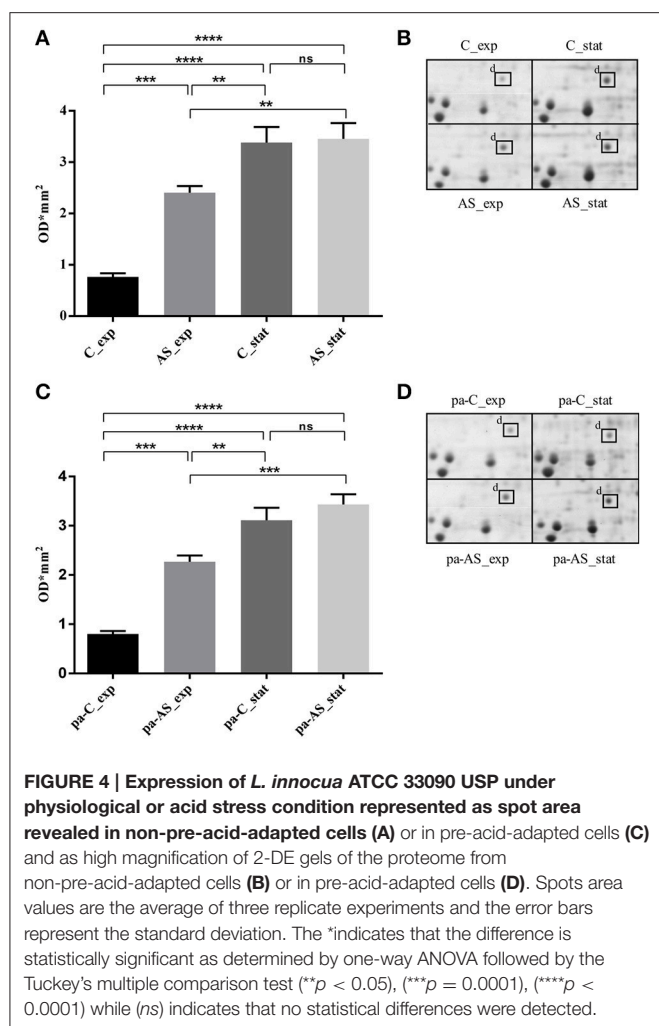 A
****
****
ns
***
**
**
4
3
2
1
0
OD*mm²
C_exp
AS_exp
C_stat
AS_stat
B
C_exp C_stat
d d
d d
AS_exp AS_stat
C
****
****
ns
***
**
***
4
3
2
1
0
OD*mm²
pa-C_exp
pa-AS_exp
pa-C_stat
pa-AS_stat
D
pa-C_exp pa-C_stat
d d
d d
pa-AS_exp pa-AS_stat
FIGURE 4 | Expression of L. innocua ATCC 33090 USP under
physiological or acid stress condition represented as spot area
revealed in non-pre-acid-adapted cells (A) or in pre-acid-adapted cells (C)
and as high magnification of 2-DE gels of the proteome from
non-pre-acid-adapted cells (B) or in pre-acid-adapted cells (D). Spots area
values are the average of three replicate experiments and the error bars
represent the standard deviation. The *indicates that the difference is
statistically significant as determined by one-way ANOVA followed by the
Tuckey's multiple comparison test (**p < 0.05), (***p = 0.0001), (****p <
0.0001) while (ns) indicates that no statistical differences were detected.